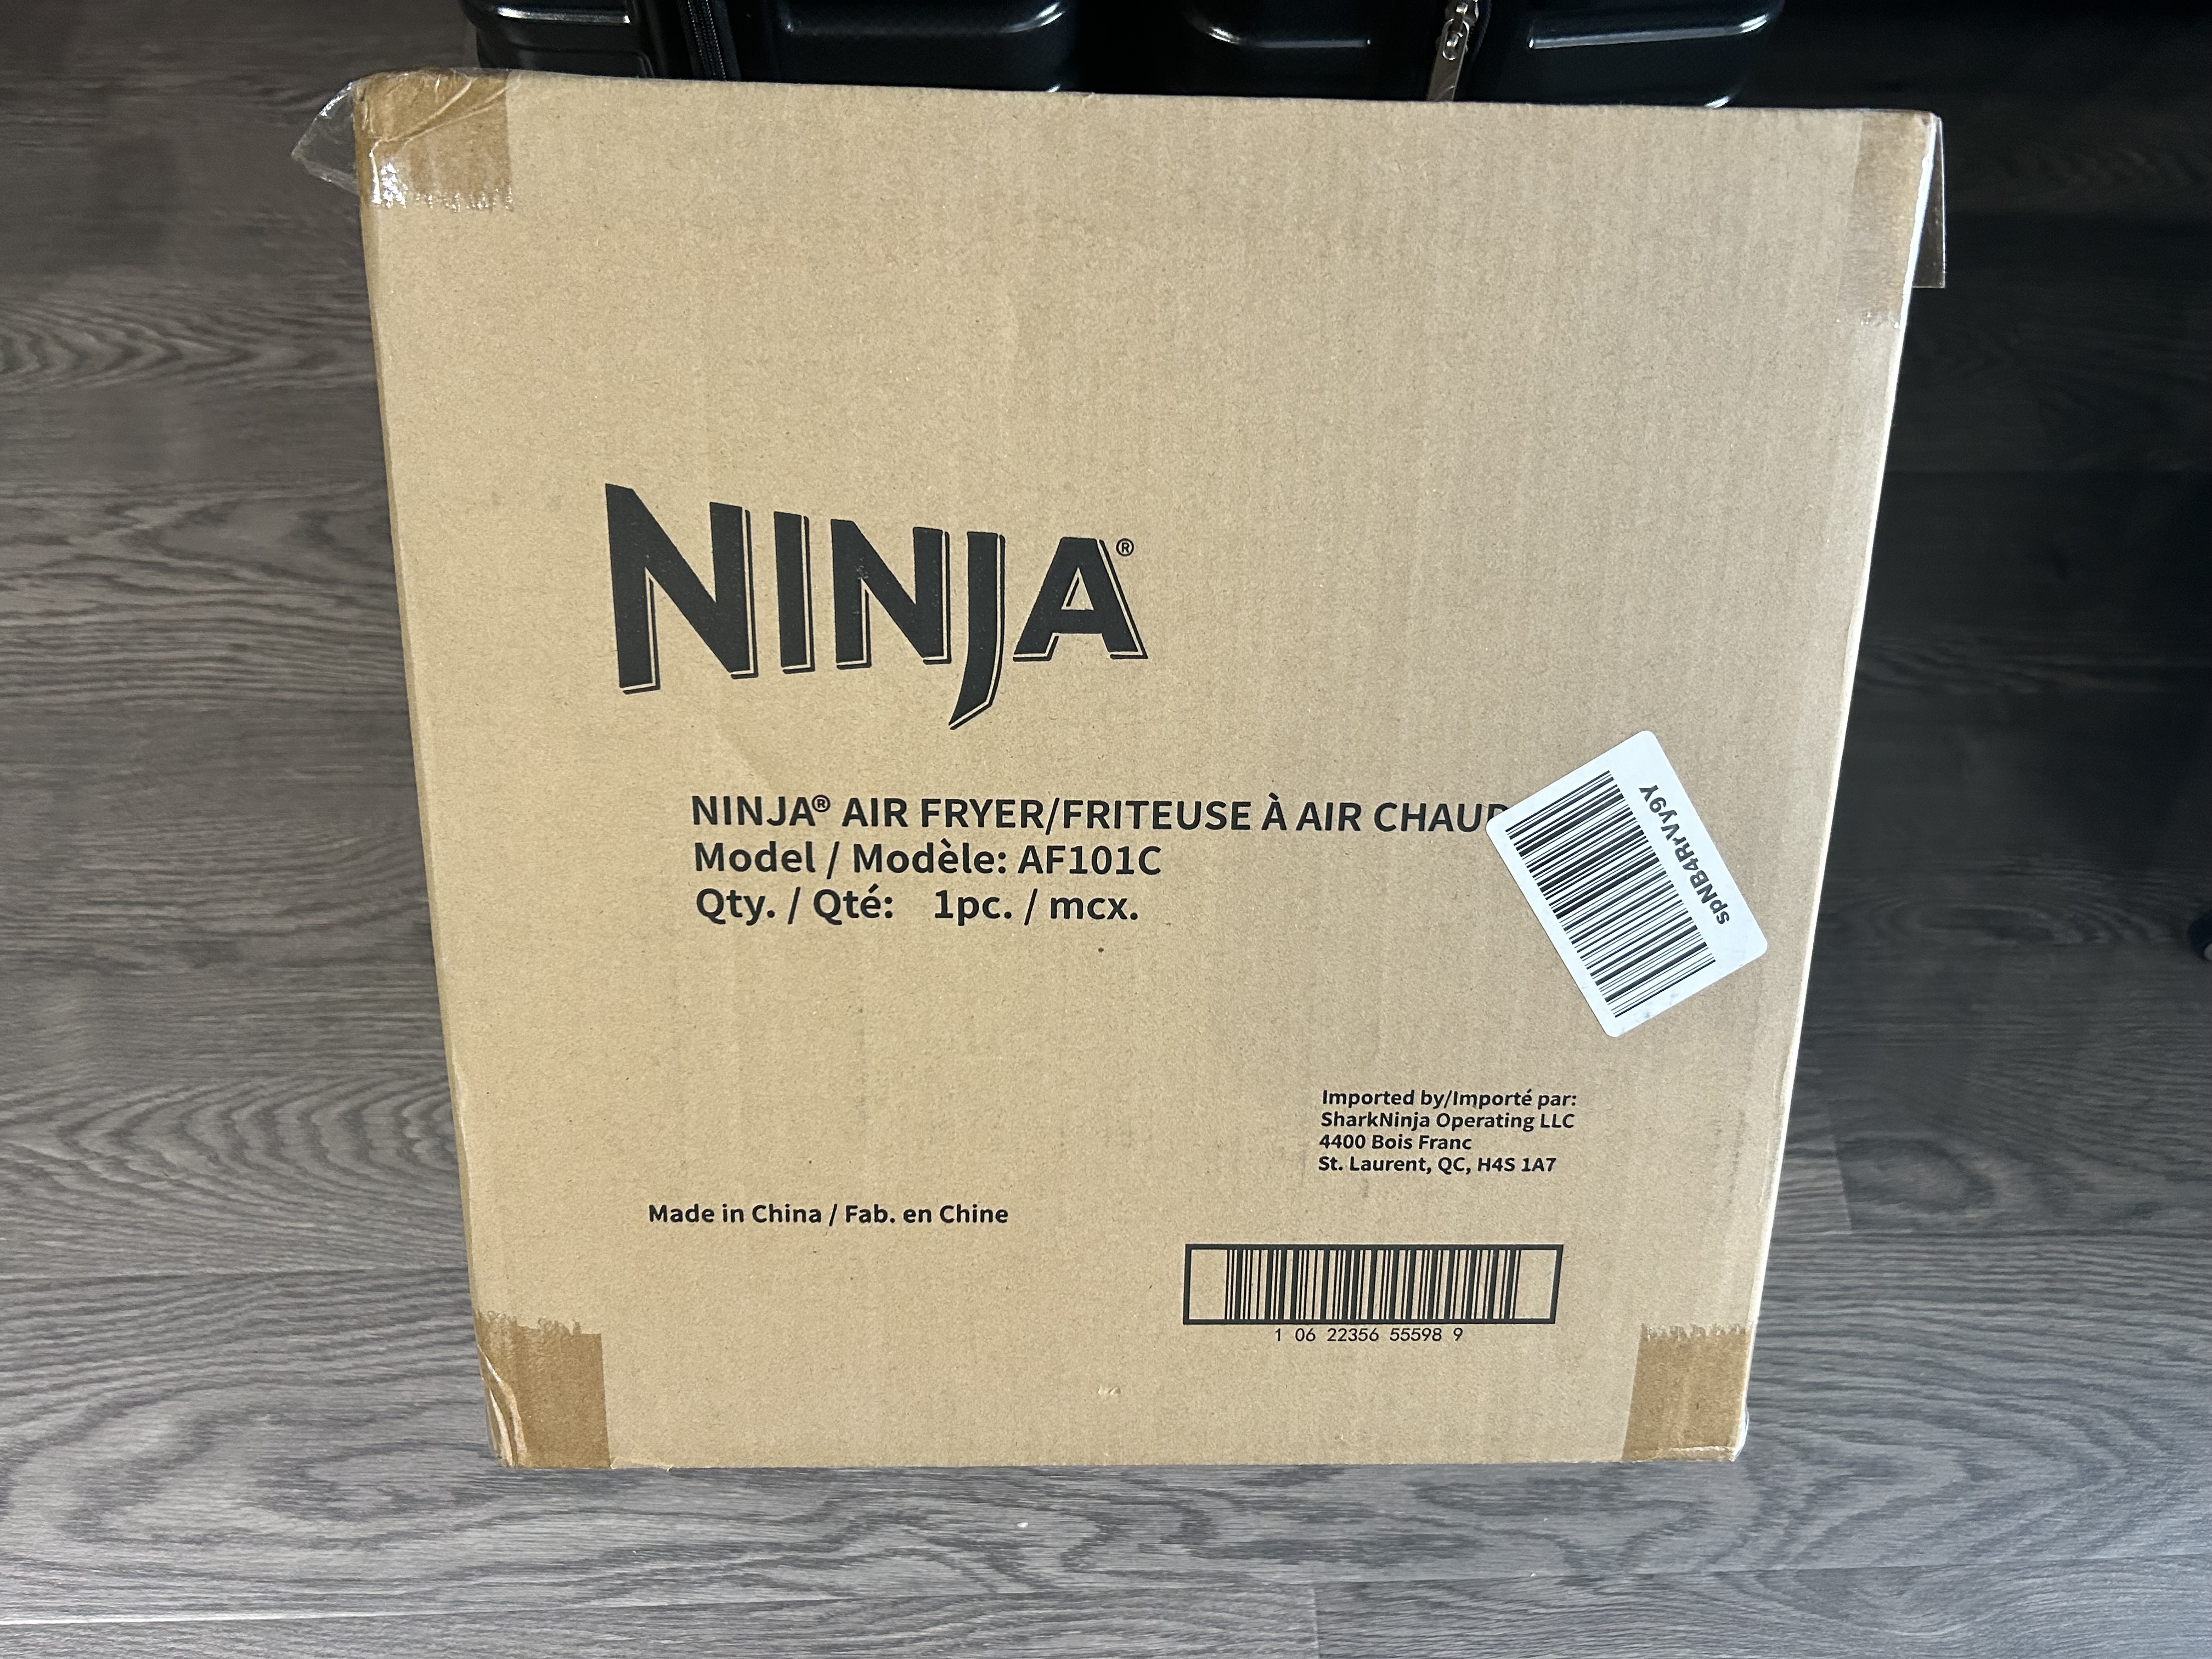 NINJA®
NINJA® AIR FRYER/FRITEUSE À AIR CHAUD
Model / Modèle: AF101C
Qty. / Qté: 1pc. / mcx.
spNB4RrVy9Y
Imported by/Importé par:
SharkNinja Operating LLC
4400 Bois Franc
St. Laurent, QC, H4S 1A7
Made in China / Fab. en Chine
1 06 22356 55598 9